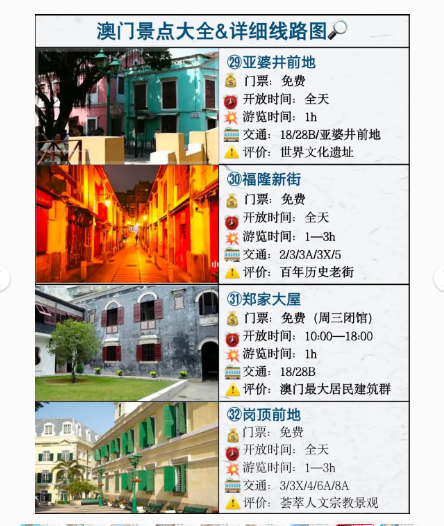 澳门景点大全&详细线路图
㉙亚婆井前地
门票：免费
开放时间：全天
游览时间：1h
交通：18/28B/亚婆井前地
评价：世界文化遗址
㉚福隆新街
门票：免费
开放时间：全天
游览时间：1—3h
交通：2/3/3A/3X/5
评价：百年历史老街
㉛郑家大屋
门票：免费（周三闭馆）
开放时间：10:00—18:00
游览时间：1h
交通：18/28B
评价：澳门最大居民建筑群
㉜岗顶前地
门票：免费
开放时间：全天
游览时间：1—3h
交通：3/3X/4/6A/8A
评价：荟萃人文宗教景观